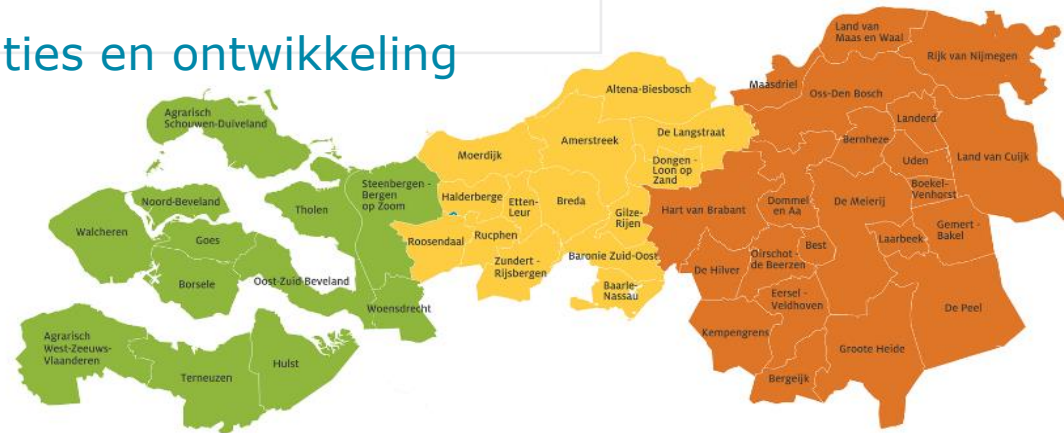 ties en ontwikkeling
Agrarisch
Schouwen-Duiveland
Noord-Beveland
Walcheren
Goes
Borsele
Oost-Zuid-Beveland
Tholen
Steenbergen -
Bergen
op Zoom
Woensdrecht
Agrarisch
West-Zeeuws-
Vlaanderen
Terneuzen
Hulst
Moerdijk
Halderberge
Etten-
Leur
Roosendaal
Rucphen
Zundert -
Rijsbergen
Breda
Amerstreek
Altena-Biesbosch
De Langstraat
Dongen -
Loon op
Zand
Gilze-
Rijen
Baronie Zuid-Oost
Baarle-
Nassau
Land van
Maas en Waal
Rijk van Nijmegen
Maasdriel
Oss-Den Bosch
Landerd
Bernheze
Uden
Land van Cuijk
Boekel-
Venhorst
Hart van Brabant
Dommel
en Aa
De Meierij
Gemert -
Bakel
Laarbeek
Best
Oirschot -
de Beerzen
De Hilver
Eersel -
Veldhoven
De Peel
Kempengrens
Groote Heide
Bergeijk